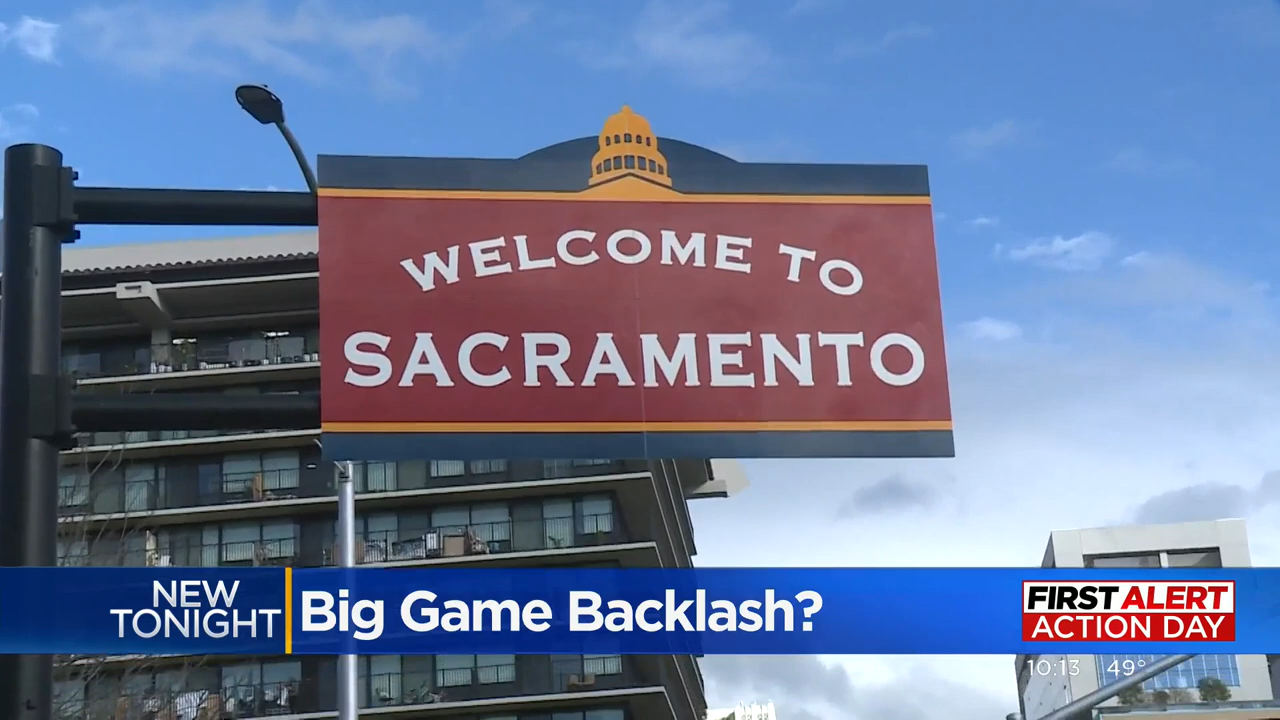 WELCOME TO
SACRAMENTO
NEW
TONIGHT
Big Game Backlash?
FIRST ALERT
ACTION DAY
10:13 49°